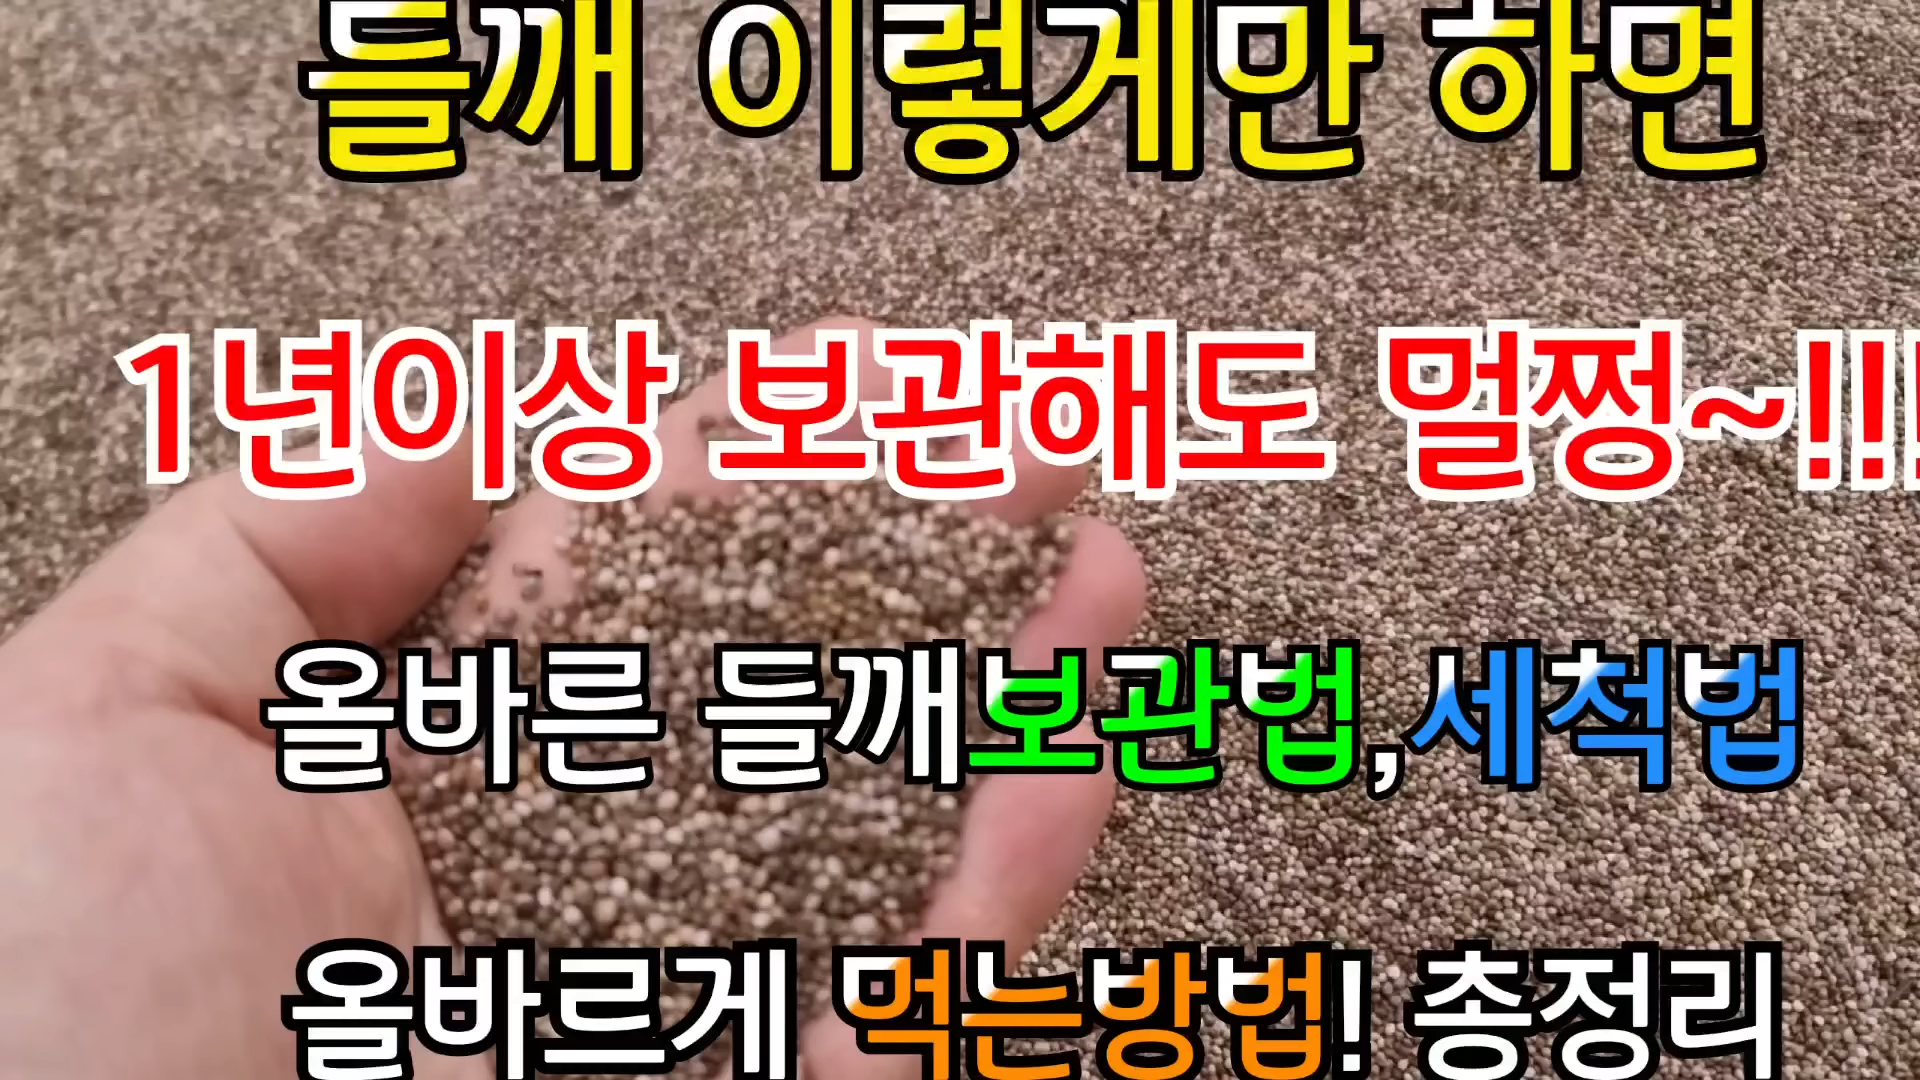 들깨 이렇게만 하면
1년이상 보관해도 멀쩡~!!!
올바른 들깨보관법,세척법
올바르게 먹는방법! 총정리